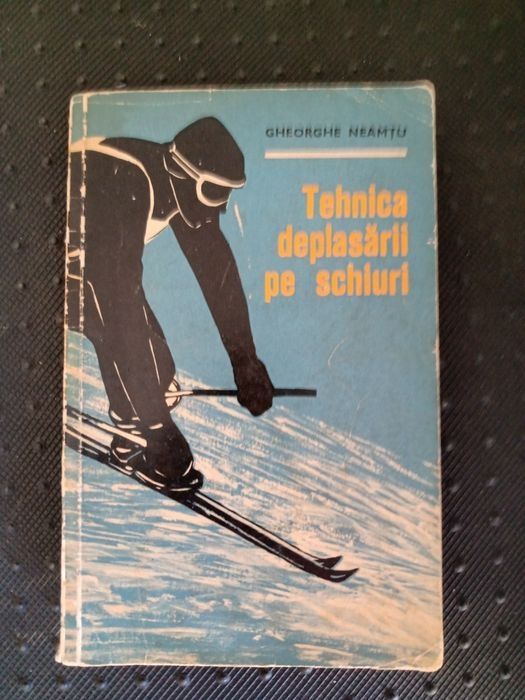 GHEORGHE NEAMȚU
Tehnica
deplasării
pe schiuri